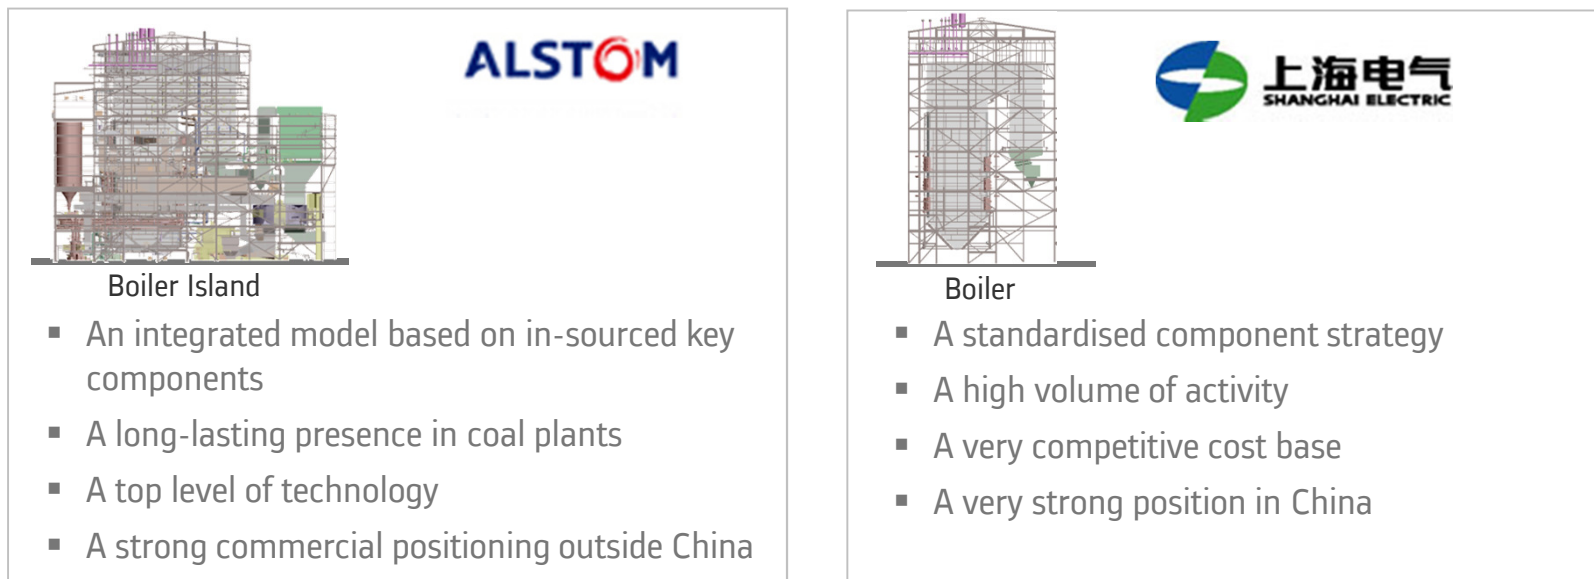 ALSTOM
Boiler Island
▪ An integrated model based on in-sourced key
components
▪ A long-lasting presence in coal plants
▪ A top level of technology
▪ A strong commercial positioning outside China
上海电气
SHANGHAI ELECTRIC
Boiler
▪ A standardised component strategy
▪ A high volume of activity
▪ A very competitive cost base
▪ A very strong position in China